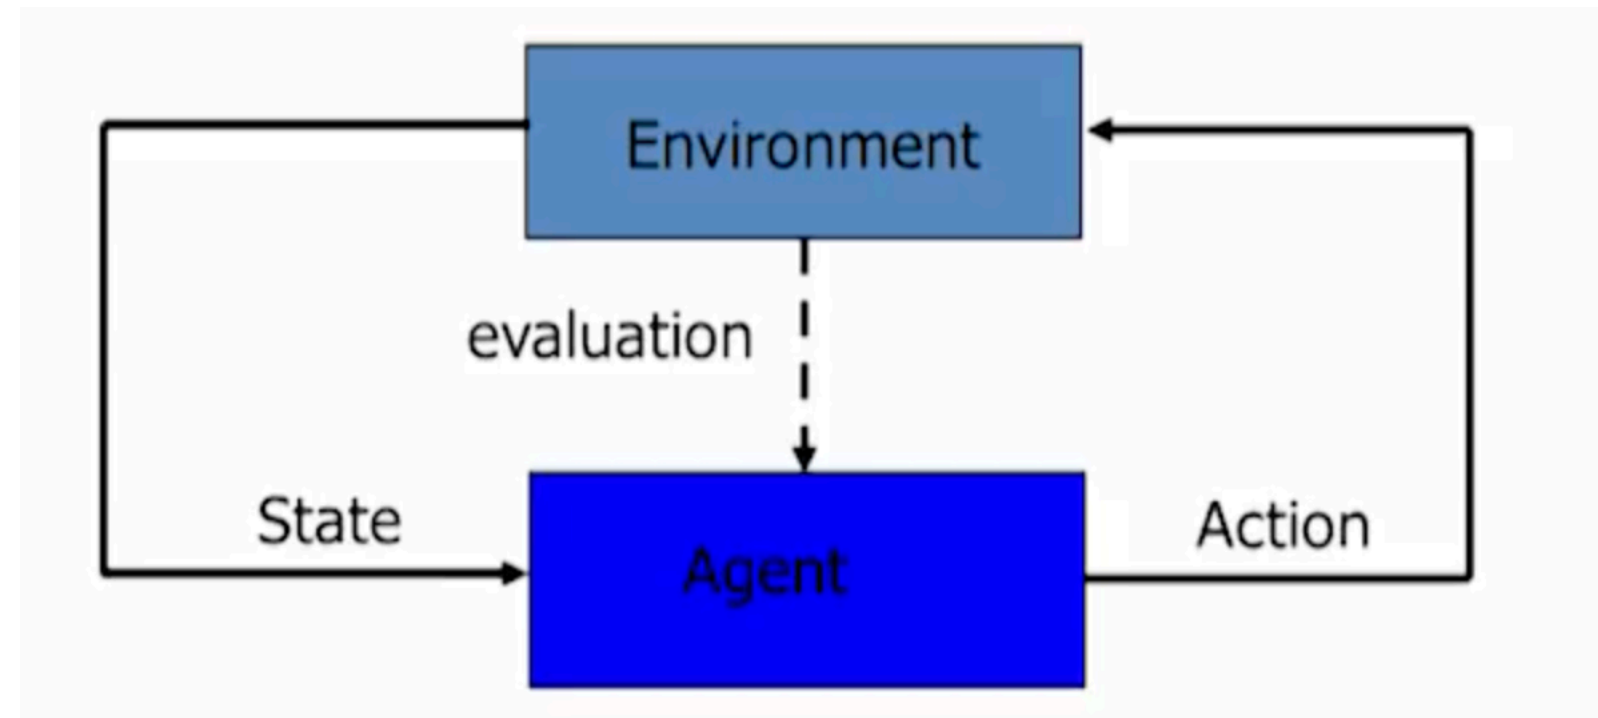 Environment
evaluation
State
Action
Agent